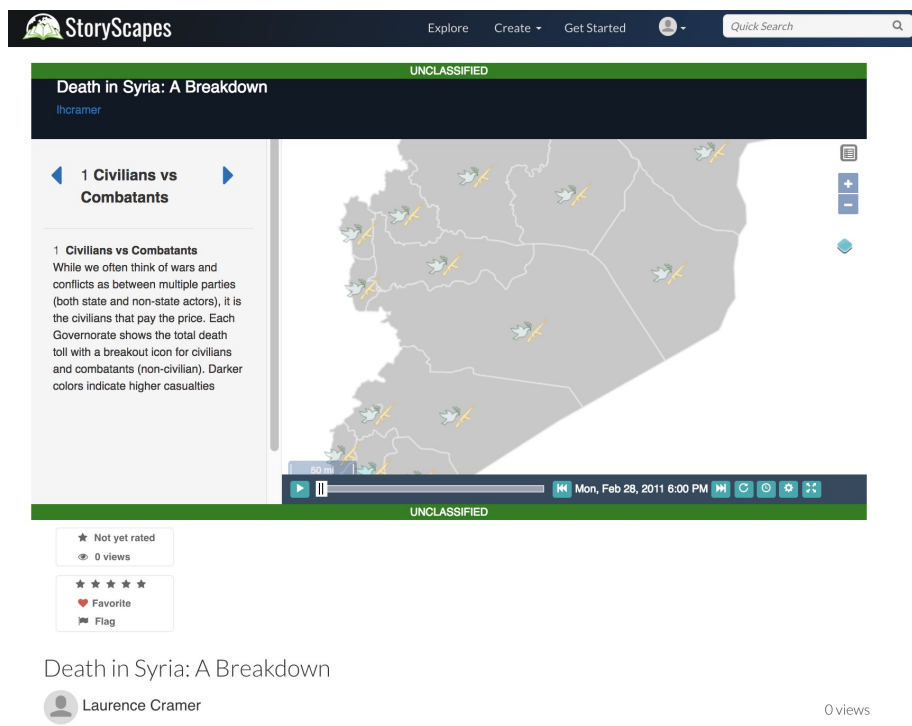 StoryScapes
Explore Create Get Started Quick Search
UNCLASSIFIED
Death in Syria: A Breakdown
lhcramer
1 Civilians vs
Combatants
1 Civilians vs Combatants
While we often think of wars and
conflicts as between multiple parties
(both state and non-state actors), it is
the civilians that pay the price. Each
Governorate shows the total death
toll with a breakout icon for civilians
and combatants (non-civilian). Darker
colors indicate higher casualties
50 mi
Mon, Feb 28, 2011 6:00 PM
UNCLASSIFIED
Not yet rated
0 views
Favorite
Flag
Death in Syria: A Breakdown
Laurence Cramer
0 views